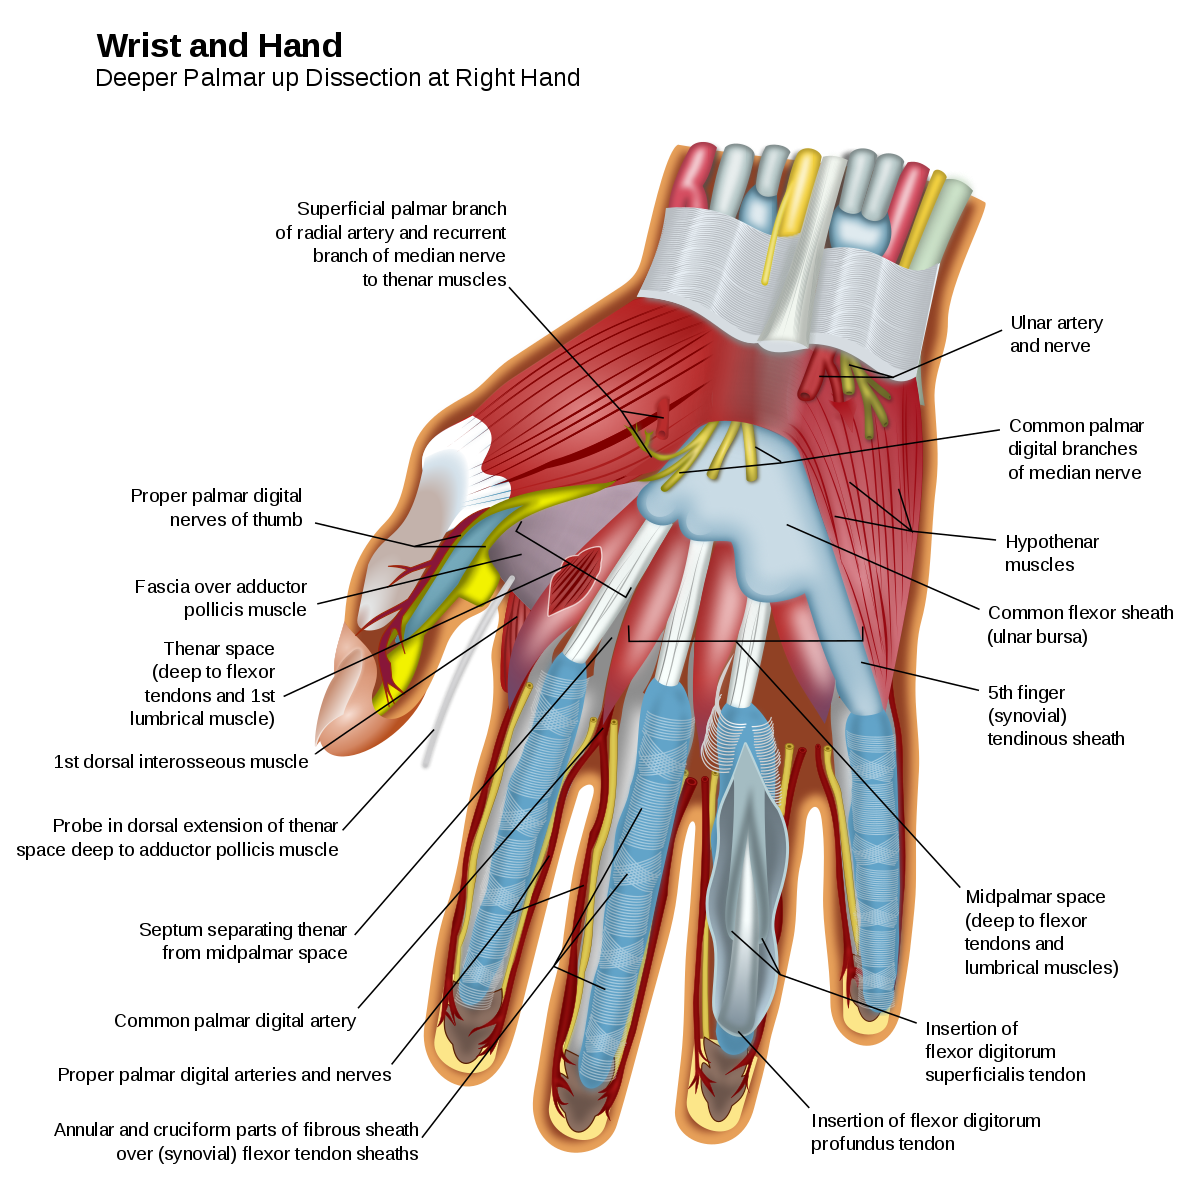 Wrist and Hand
Deeper Palmar up Dissection at Right Hand
Superficial palmar branch
of radial artery and recurrent
branch of median nerve
to thenar muscles
Proper palmar digital
nerves of thumb
Fascia over adductor
pollicis muscle
Thenar space
(deep to flexor
tendons and 1st
lumbrical muscle)
1st dorsal interosseous muscle
Probe in dorsal extension of thenar
space deep to adductor pollicis muscle
Septum separating thenar
from midpalmar space
Common palmar digital artery
Proper palmar digital arteries and nerves
Annular and cruciform parts of fibrous sheath
over (synovial) flexor tendon sheaths
Ulnar artery
and nerve
Common palmar
digital branches
of median nerve
Hypothenar
muscles
Common flexor sheath
(ulnar bursa)
5th finger
(synovial)
tendinous sheath
Midpalmar space
(deep to flexor
tendons and
lumbrical muscles)
Insertion of
flexor digitorum
superficialis tendon
Insertion of flexor digitorum
profundus tendon